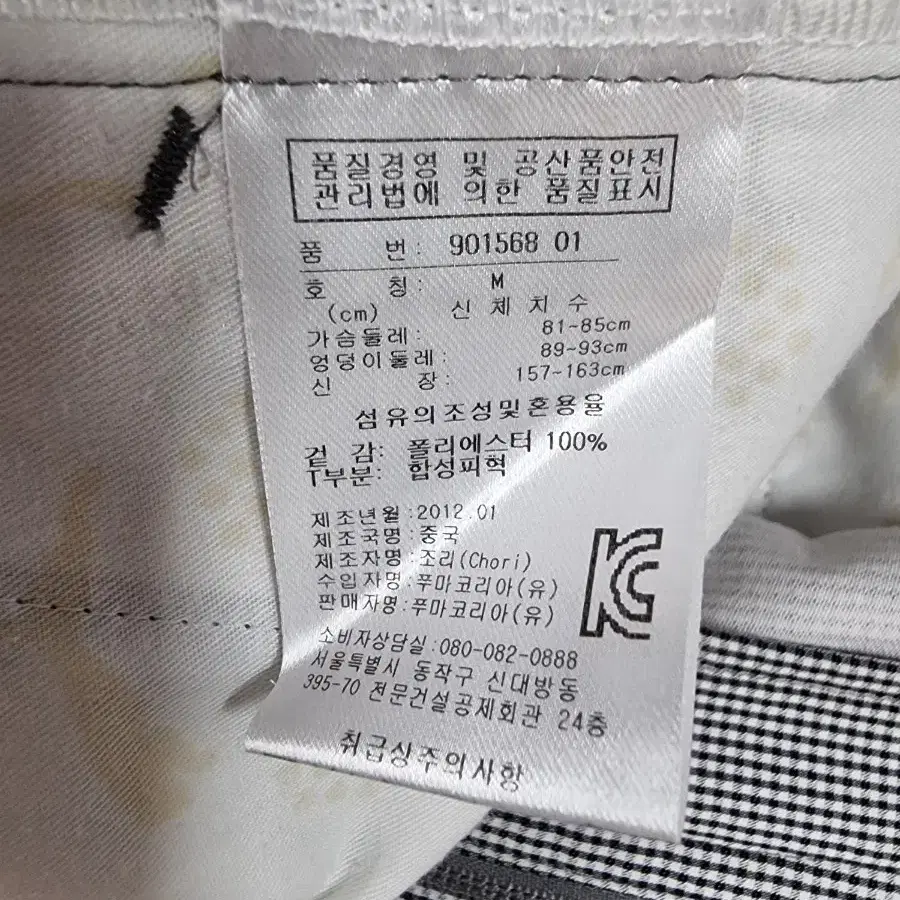 품질경영 및 공산품안전
관리법에 의한 품질표시
품 번 : 901568 01
호 칭 : M
(cm) 신 체 치 수
가슴둘레 : 81~85cm
엉덩이둘레 : 89~93cm
신 장 : 157~163cm
섬유의조성및혼용율
겉 감 : 폴리에스터 100%
T부분 : 합성피혁
제조년월 : 2012.01
제조국명 : 중국
제조자명 : 조리(Chori)
수입자명 : 푸마코리아(유)
판매자명 : 푸마코리아(유)
소비자상담실 : 080-082-0888
서울특별시 동작구 신대방동
395-70 전문건설공제회관 24층
취급상주의사항